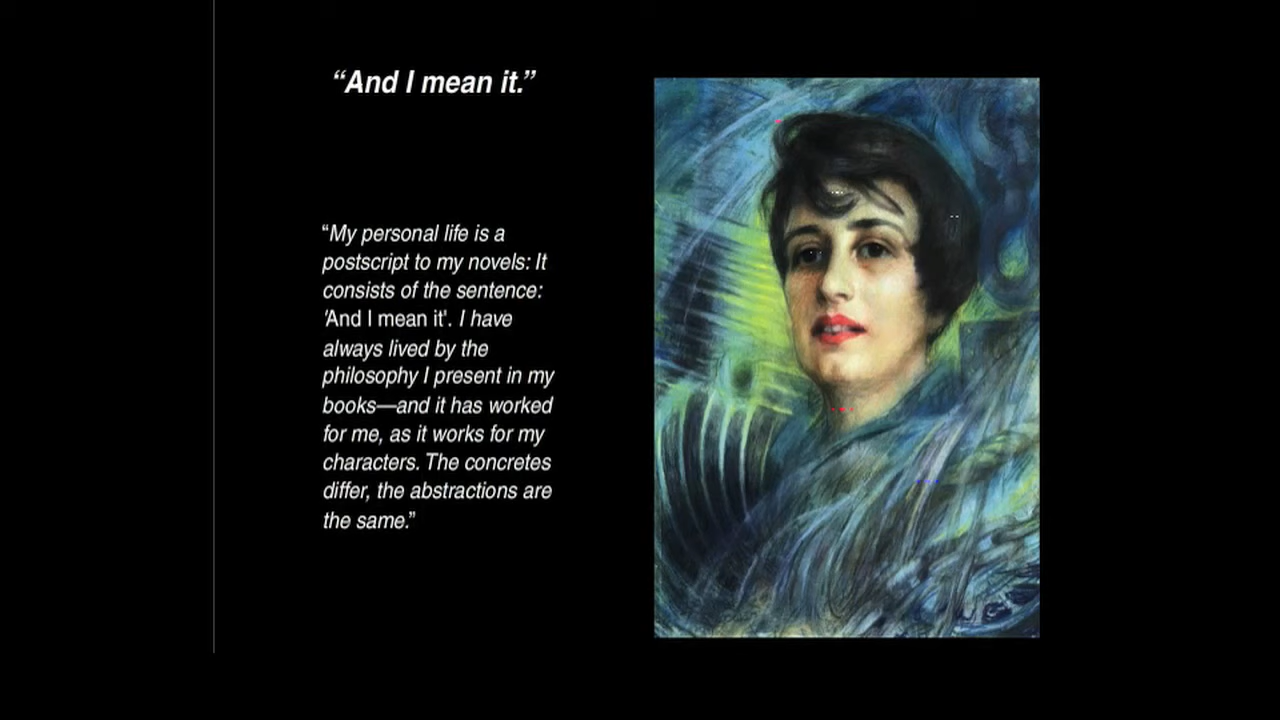 “And I mean it.”
“My personal life is a
postscript to my novels: It
consists of the sentence:
'And I mean it'. I have
always lived by the
philosophy I present in my
books—and it has worked
for me, as it works for my
characters. The concretes
differ, the abstractions are
the same.”